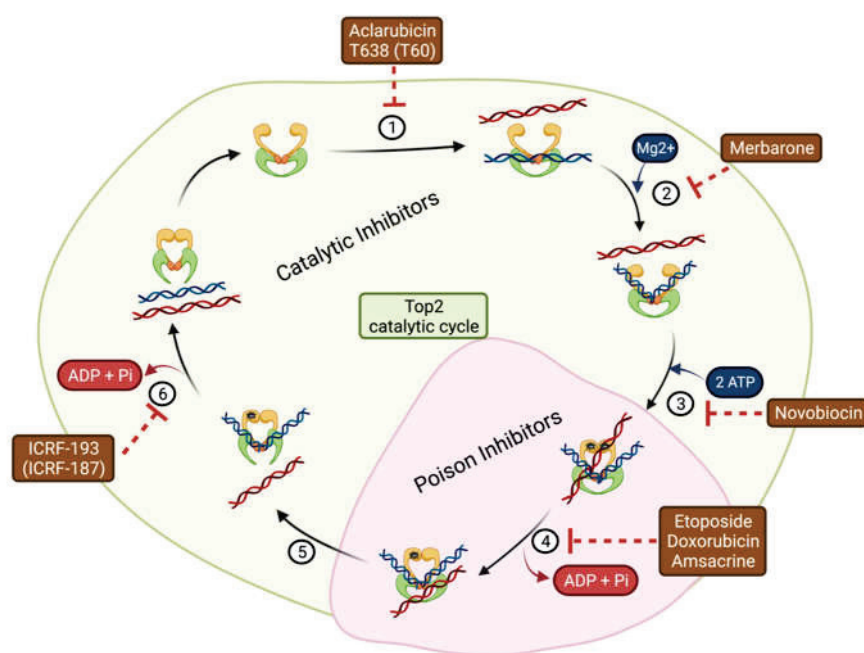 Aclarubicin
T638 (T60)
1
Mg2+
Merbarone
2
Catalytic Inhibitors
Top2
catalytic cycle
ADP + Pi
6
2 ATP
3
Novobiocin
ICRF-193
(ICRF-187)
Poison Inhibitors
Etoposide
Doxorubicin
Amsacrine
4
5
ADP + Pi